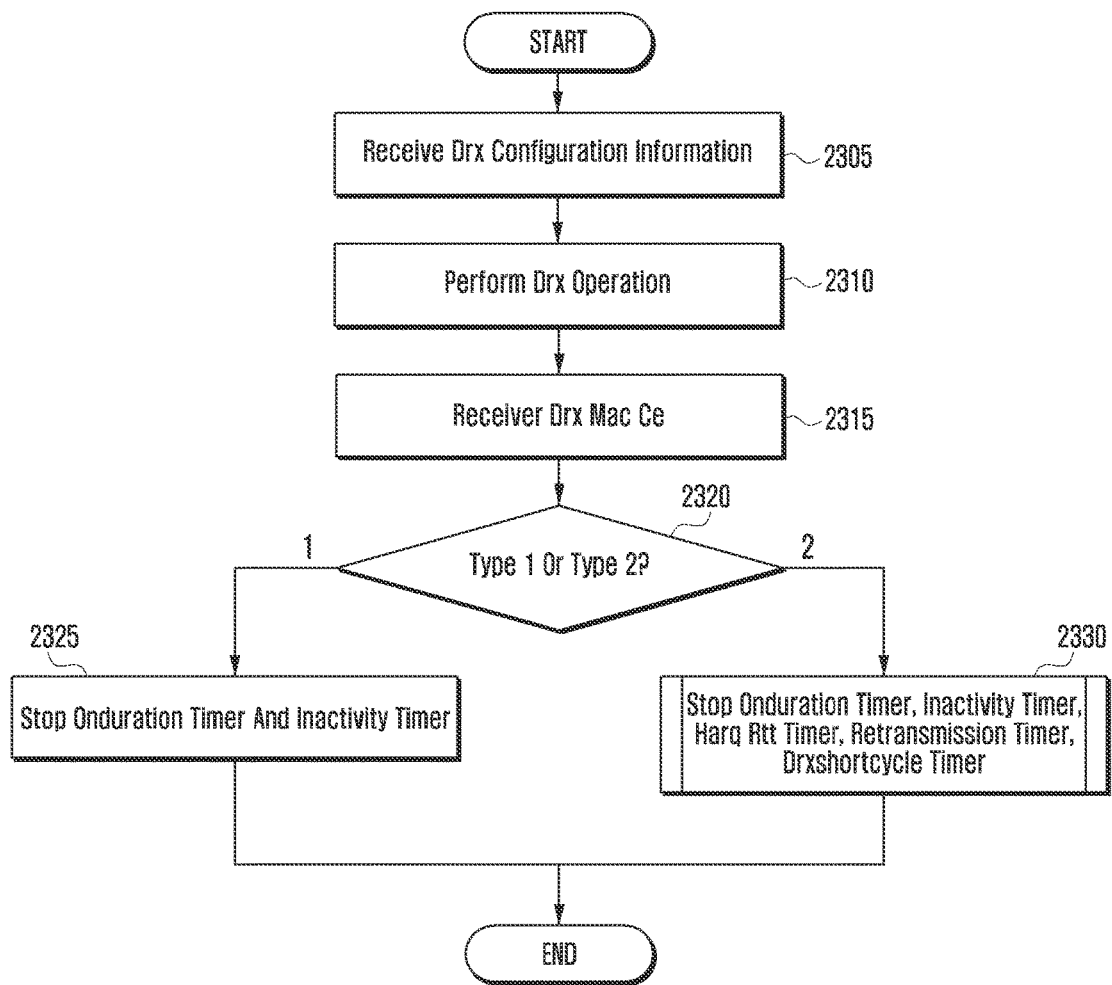 START
Receive Drx Configuration Information
2305
Perform Drx Operation
2310
Receiver Drx Mac Ce
2315
2320
1
Type 1 Or Type 2?
2
2325
Stop Onduration Timer And Inactivity Timer
2330
Stop Onduration Timer, Inactivity Timer,
Harq Rtt Timer, Retransmission Timer,
Drxshortcycle Timer
END